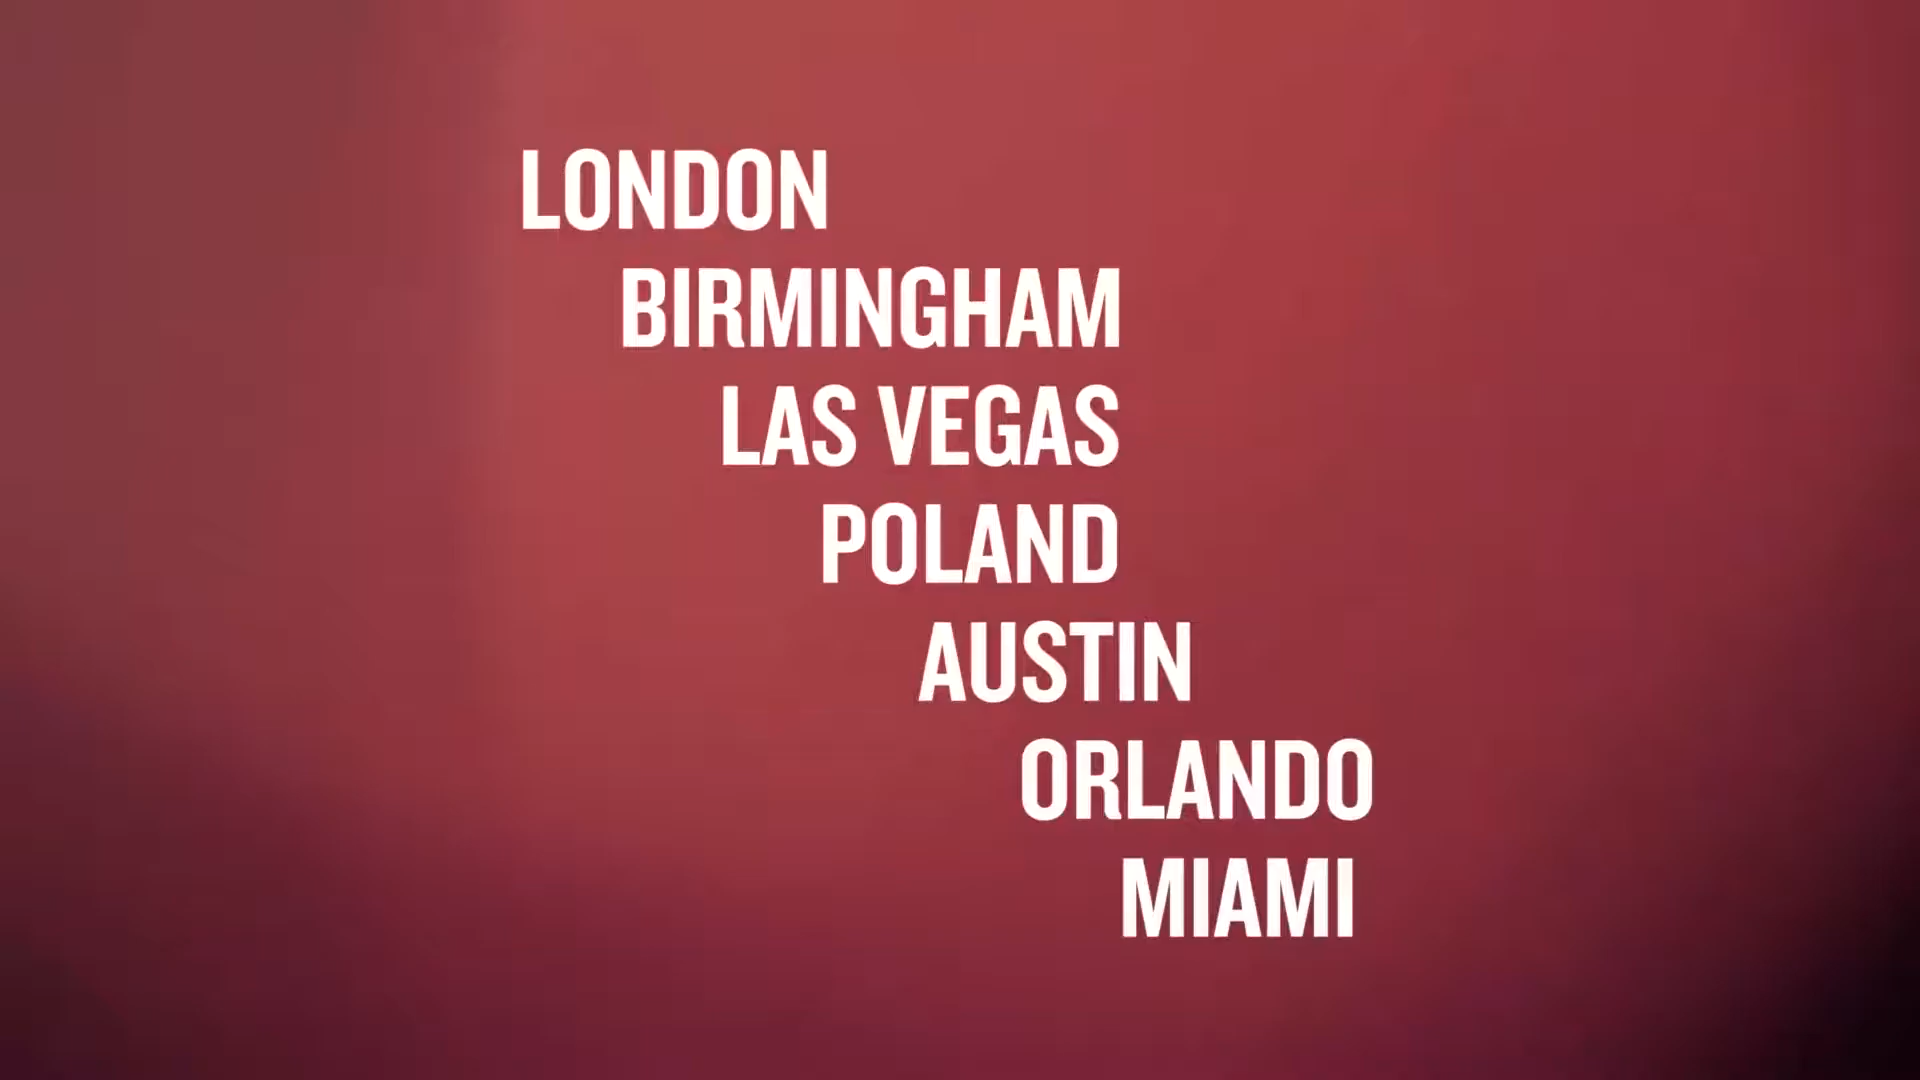 LONDON
BIRMINGHAM
LAS VEGAS
POLAND
AUSTIN
ORLANDO
MIAMI